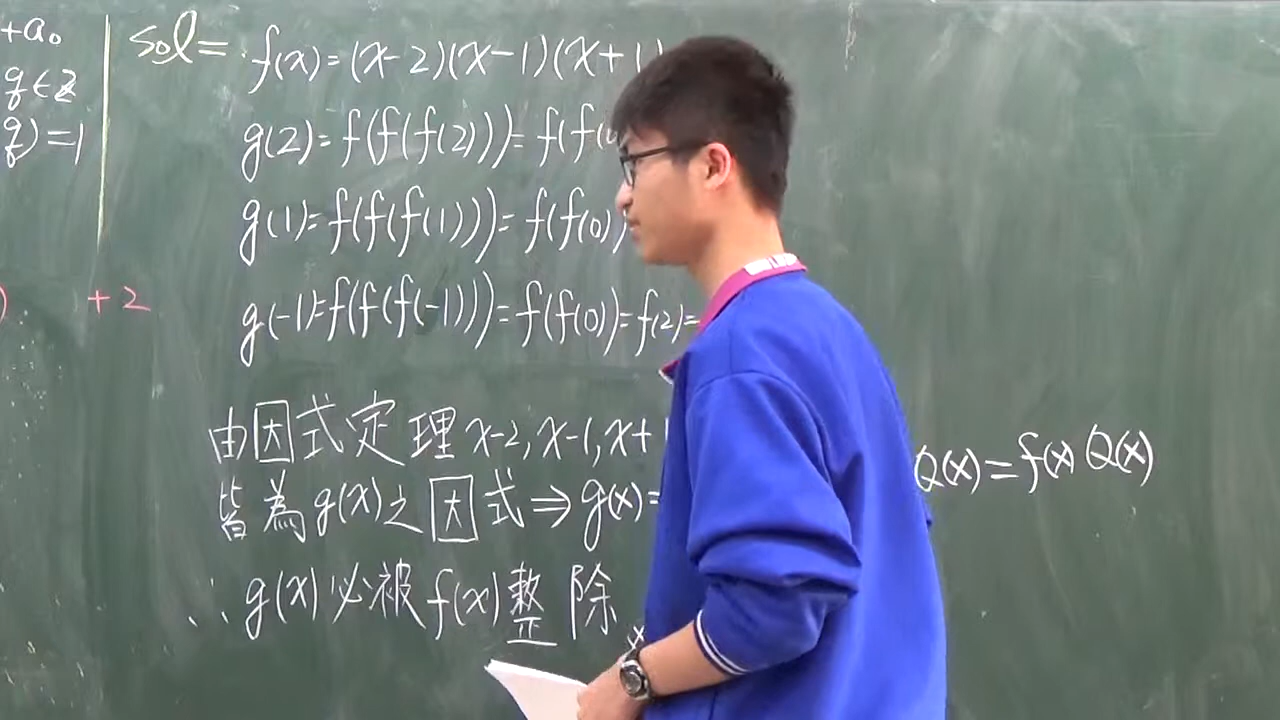 +a₀
q∈z
q)=1
+2
sol= f(x)=(x-2)(x-1)(x+1)
g(2)=f(f(f(2)))=f(f(
g(1)=f(f(f(1)))=f(f(0)
g(-1)=f(f(f(-1)))=f(f(0))=f(2)=
由因式定理 x-2,x-1,x+
皆為g(x)之因式⇒g(x)= Q(x)=f(x)Q(x)
∴g(x)必被f(x)整除